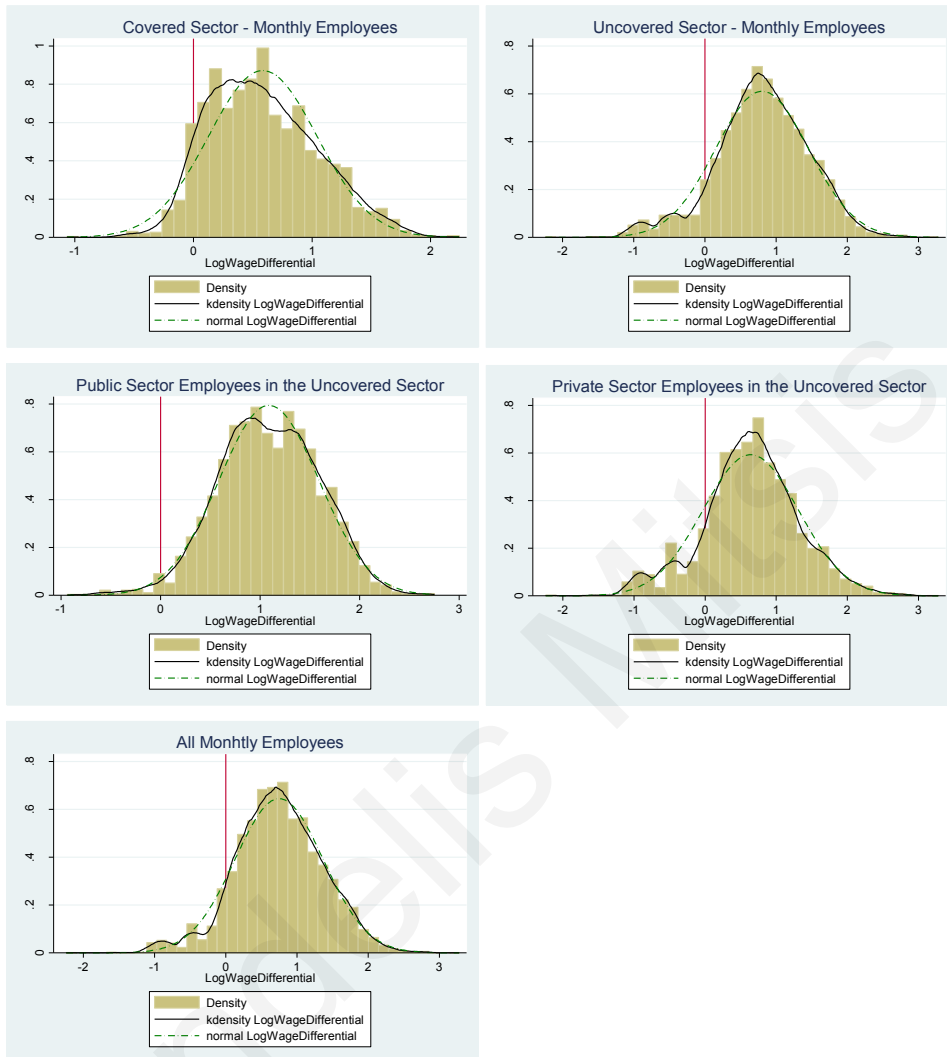 Covered Sector - Monthly Employees
0 .2 .4 .6 .8 1
-1 0 1 2
LogWageDifferential
Density
kdensity LogWageDifferential
normal LogWageDifferential
Uncovered Sector - Monthly Employees
0 .2 .4 .6 .8
-2 -1 0 1 2 3
LogWageDifferential
Density
kdensity LogWageDifferential
normal LogWageDifferential
Public Sector Employees in the Uncovered Sector
0 .2 .4 .6 .8
-1 0 1 2 3
LogWageDifferential
Density
kdensity LogWageDifferential
normal LogWageDifferential
Private Sector Employees in the Uncovered Sector
0 .2 .4 .6 .8
-2 -1 0 1 2 3
LogWageDifferential
Density
kdensity LogWageDifferential
normal LogWageDifferential
All Monhtly Employees
0 .2 .4 .6 .8
-2 -1 0 1 2 3
LogWageDifferential
Density
kdensity LogWageDifferential
normal LogWageDifferential
Mitsis